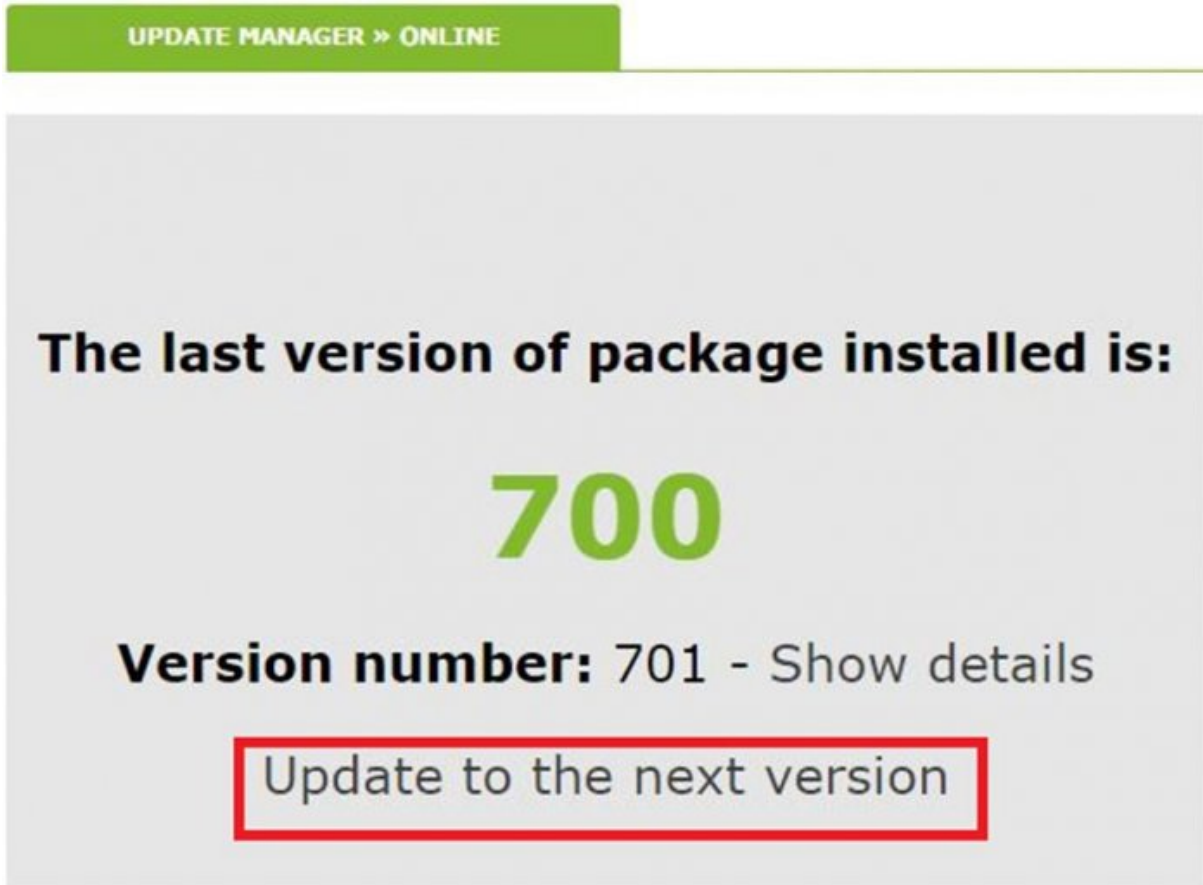 UPDATE MANAGER » ONLINE
The last version of package installed is:
700
Version number: 701 - Show details
Update to the next version